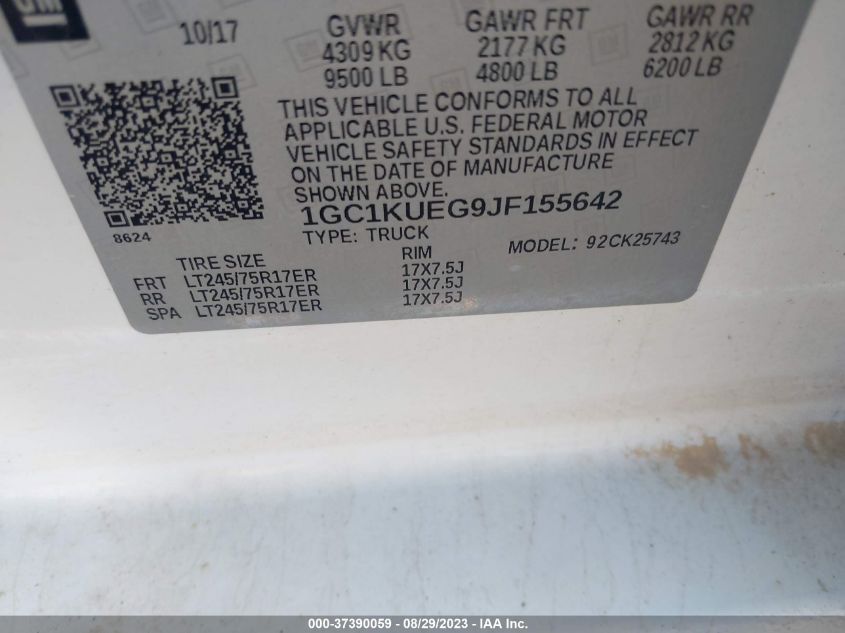 GM
10/17 GVWR GAWR FRT GAWR RR
4309 KG 2177 KG 2812 KG
9500 LB 4800 LB 6200 LB
THIS VEHICLE CONFORMS TO ALL
APPLICABLE U.S. FEDERAL MOTOR
VEHICLE SAFETY STANDARDS IN EFFECT
ON THE DATE OF MANUFACTURE
SHOWN ABOVE.
1GC1KUEG9JF155642
8624
TYPE: TRUCK MODEL: 92CK25743
TIRE SIZE RIM
FRT LT245/75R17ER 17X7.5J
RR LT245/75R17ER 17X7.5J
SPA LT245/75R17ER 17X7.5J
000-37390059 - 08/29/2023 - © IAA Inc.